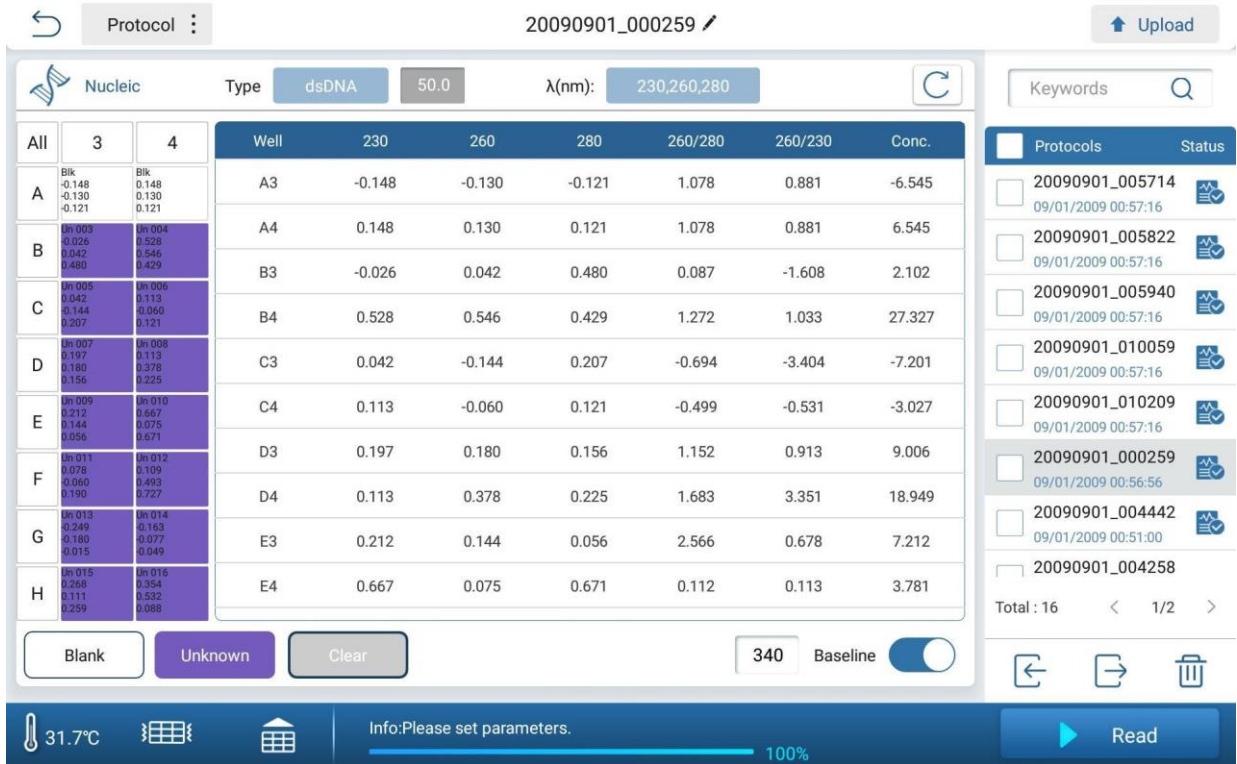 Protocol
20090901_000259
Upload
Nucleic Type dsDNA 50.0 λ(nm): 230,260,280
Keywords
All 3 4
A
Blk
-0.148
-0.130
-0.121
Blk
0.148
0.130
0.121
B
Un 003
-0.026
0.042
0.480
Un 004
0.528
0.546
0.429
C
Un 005
0.042
-0.144
0.207
Un 006
0.113
-0.060
0.121
D
Un 007
0.197
0.180
0.156
Un 008
0.113
0.378
0.225
E
Un 009
0.212
0.144
0.056
Un 010
0.667
0.075
0.671
F
Un 011
0.078
-0.060
0.190
Un 012
0.109
0.493
0.727
G
Un 013
-0.249
-0.180
-0.015
Un 014
-0.163
-0.077
-0.049
H
Un 015
0.268
0.111
0.259
Un 016
0.354
0.532
0.088
Well 230 260 280 260/280 260/230 Conc.
A3 -0.148 -0.130 -0.121 1.078 0.881 -6.545
A4 0.148 0.130 0.121 1.078 0.881 6.545
B3 -0.026 0.042 0.480 0.087 -1.608 2.102
B4 0.528 0.546 0.429 1.272 1.033 27.327
C3 0.042 -0.144 0.207 -0.694 -3.404 -7.201
C4 0.113 -0.060 0.121 -0.499 -0.531 -3.027
D3 0.197 0.180 0.156 1.152 0.913 9.006
D4 0.113 0.378 0.225 1.683 3.351 18.949
E3 0.212 0.144 0.056 2.566 0.678 7.212
E4 0.667 0.075 0.671 0.112 0.113 3.781
Protocols Status
20090901_005714
09/01/2009 00:57:16
20090901_005822
09/01/2009 00:57:16
20090901_005940
09/01/2009 00:57:16
20090901_010059
09/01/2009 00:57:16
20090901_010209
09/01/2009 00:57:16
20090901_000259
09/01/2009 00:56:56
20090901_004442
09/01/2009 00:51:00
20090901_004258
Total : 16 < 1/2 >
Blank Unknown Clear 340 Baseline
31.7℃
Info:Please set parameters.
100%
Read